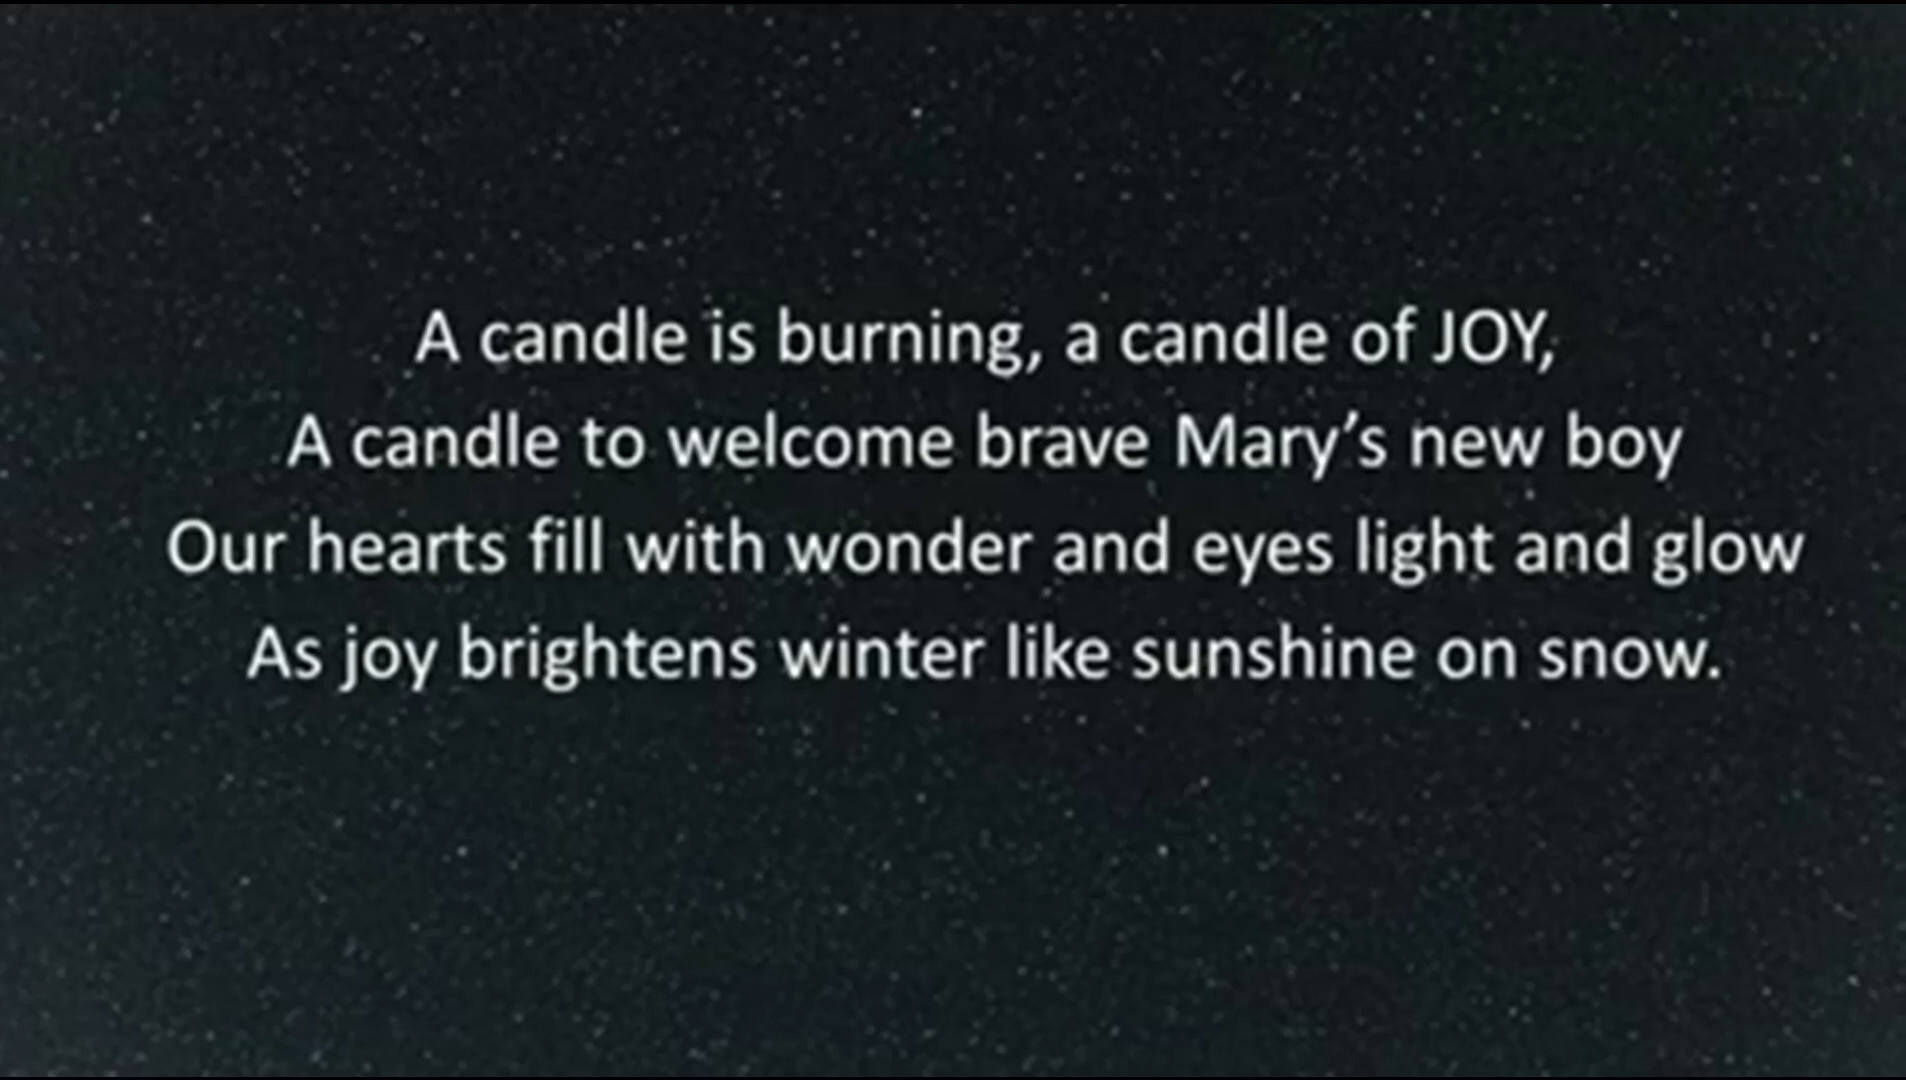 A candle is burning, a candle of JOY,
A candle to welcome brave Mary’s new boy
Our hearts fill with wonder and eyes light and glow
As joy brightens winter like sunshine on snow.